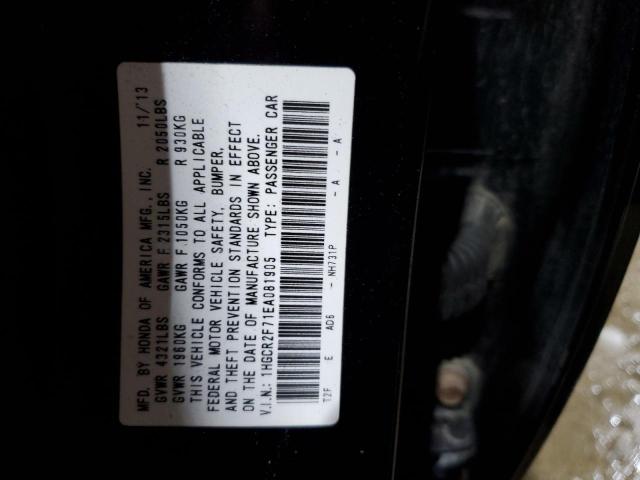 MFD. BY HONDA OF AMERICA MFG., INC. 11/'13
GVWR 4321LBS GAWR F 2315LBS R 2050LBS
GVWR 1960KG GAWR F 1050KG R 930KG
THIS VEHICLE CONFORMS TO ALL APPLICABLE
FEDERAL MOTOR VEHICLE SAFETY, BUMPER,
AND THEFT PREVENTION STANDARDS IN EFFECT
ON THE DATE OF MANUFACTURE SHOWN ABOVE.
V.I.N.: 1HGCR2F71EA081905 TYPE: PASSENGER CAR
T2F E AD6 - NH731P - A - A